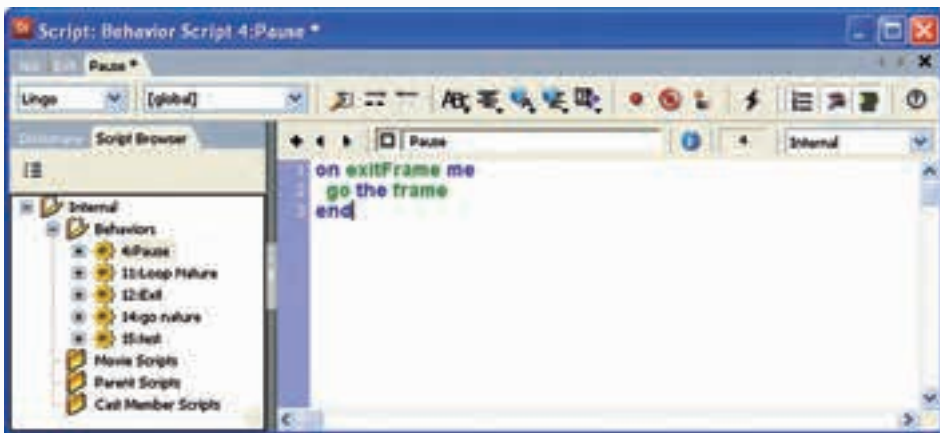 Script: Behavior Script 4:Pause *
Pause *
Lingo
[global]
Script Browser
Pause
4
Internal
on exitFrame me
go the frame
end
Internal
Behaviors
4:Pause
11:Loop Nature
12:Exit
14:go nature
15:test
Movie Scripts
Parent Scripts
Cast Member Scripts